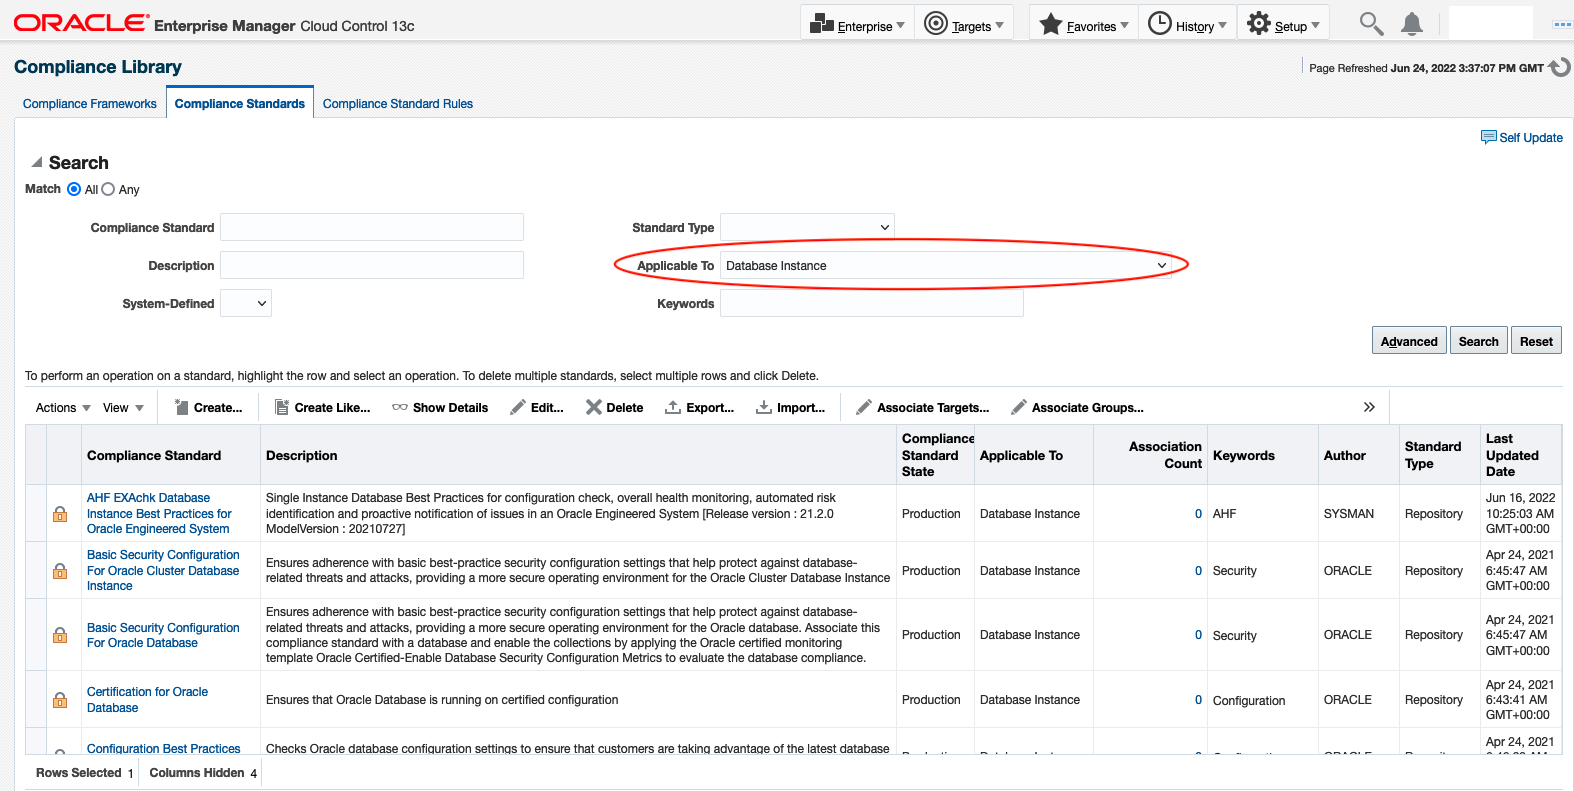 ORACLE Enterprise Manager Cloud Control 13c
Enterprise
Targets
Favorites
History
Setup
Compliance Library
Page Refreshed Jun 24, 2022 3:37:07 PM GMT
Compliance Frameworks
Compliance Standards
Compliance Standard Rules
Self Update
Search
Match All Any
Compliance Standard
Standard Type
Description
Applicable To Database Instance
System-Defined
Keywords
Advanced
Search
Reset
To perform an operation on a standard, highlight the row and select an operation. To delete multiple standards, select multiple rows and click Delete.
Actions
View
Create...
Create Like...
Show Details
Edit...
Delete
Export...
Import...
Associate Targets...
Associate Groups...
Compliance Standard
Description
Compliance
Standard
State
Applicable To
Association
Count
Keywords
Author
Standard
Type
Last
Updated
Date
AHF EXAchk Database
Instance Best Practices for
Oracle Engineered System
Single Instance Database Best Practices for configuration check, overall health monitoring, automated risk
identification and proactive notification of issues in an Oracle Engineered System [Release version : 21.2.0
ModelVersion : 20210727]
Production
Database Instance
0
AHF
SYSMAN
Repository
Jun 16, 2022
10:25:03 AM
GMT+00:00
Basic Security Configuration
For Oracle Cluster Database
Instance
Ensures adherence with basic best-practice security configuration settings that help protect against database-
related threats and attacks, providing a more secure operating environment for the Oracle Cluster Database Instance
Production
Database Instance
0
Security
ORACLE
Repository
Apr 24, 2021
6:45:47 AM
GMT+00:00
Basic Security Configuration
For Oracle Database
Ensures adherence with basic best-practice security configuration settings that help protect against database-
related threats and attacks, providing a more secure operating environment for the Oracle database. Associate this
compliance standard with a database and enable the collections by applying the Oracle certified monitoring
template Oracle Certified-Enable Database Security Configuration Metrics to evaluate the database compliance.
Production
Database Instance
0
Security
ORACLE
Repository
Apr 24, 2021
6:45:47 AM
GMT+00:00
Certification for Oracle
Database
Ensures that Oracle Database is running on certified configuration
Production
Database Instance
0
Configuration
ORACLE
Repository
Apr 24, 2021
6:43:41 AM
GMT+00:00
Configuration Best Practices
Checks Oracle database configuration settings to ensure that customers are taking advantage of the latest database
Apr 24, 2021
Rows Selected 1
Columns Hidden 4